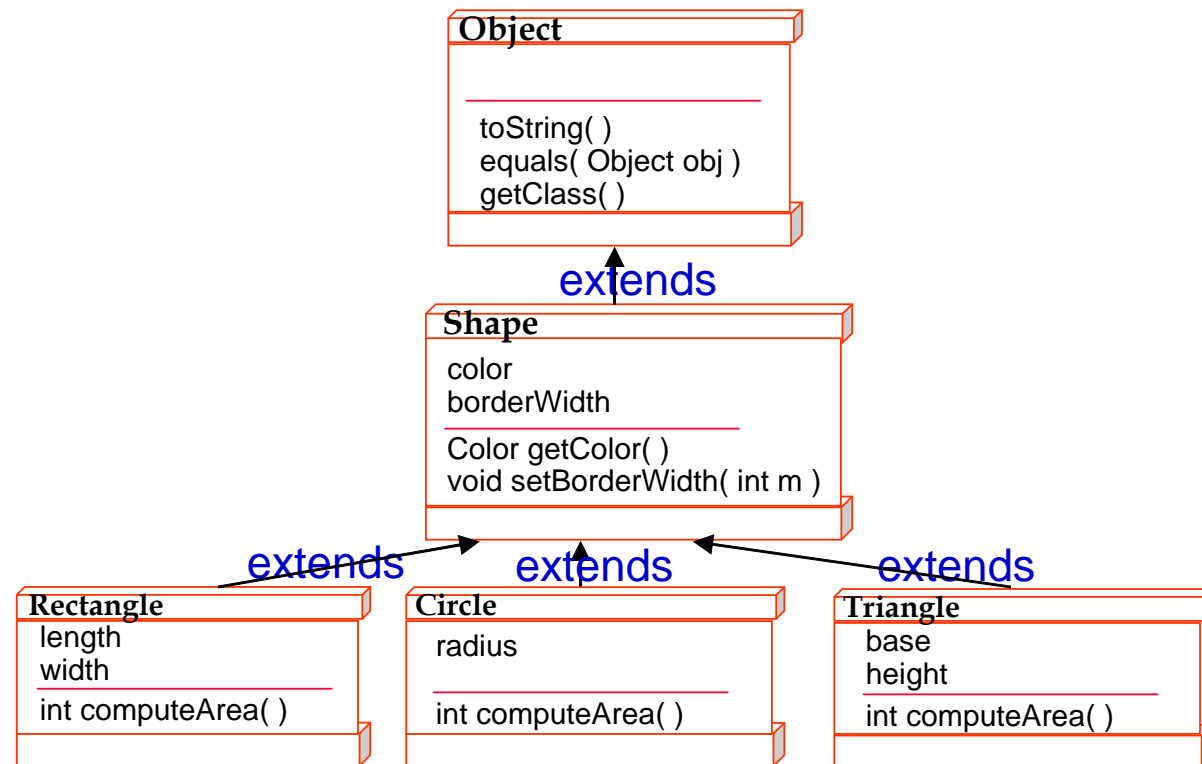 Object
toString( )
equals( Object obj )
getClass( )
extends
Shape
color
borderWidth
Color getColor( )
void setBorderWidth( int m )
extends
extends
extends
Rectangle
length
width
int computeArea( )
Circle
radius
int computeArea( )
Triangle
base
height
int computeArea( )